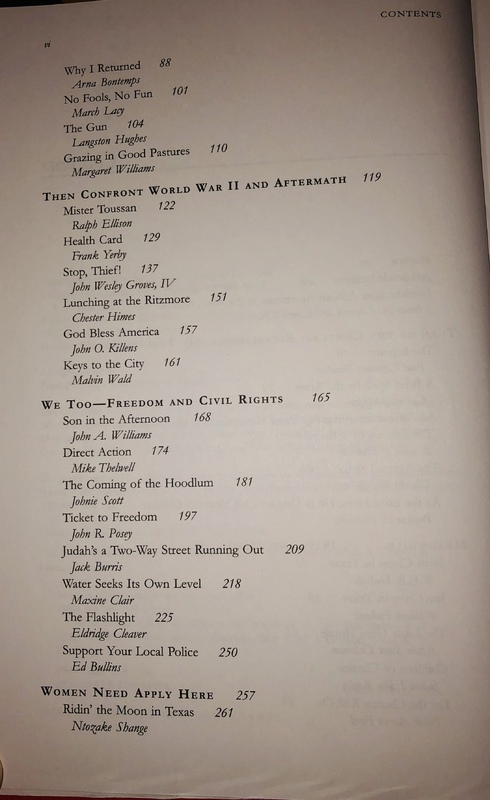 CONTENTS
vi
Why I Returned 88
Arna Bontemps
No Fools, No Fun 101
March Lacy
The Gun 104
Langston Hughes
Grazing in Good Pastures 110
Margaret Williams
THEN CONFRONT WORLD WAR II AND AFTERMATH 119
Mister Toussan 122
Ralph Ellison
Health Card 129
Frank Yerby
Stop, Thief! 137
John Wesley Groves, IV
Lunching at the Ritzmore 151
Chester Himes
God Bless America 157
John O. Killens
Keys to the City 161
Malvin Wald
WE TOO—FREEDOM AND CIVIL RIGHTS 165
Son in the Afternoon 168
John A. Williams
Direct Action 174
Mike Thelwell
The Coming of the Hoodlum 181
Johnie Scott
Ticket to Freedom 197
John R. Posey
Judah's a Two-Way Street Running Out 209
Jack Burris
Water Seeks Its Own Level 218
Maxine Clair
The Flashlight 225
Eldridge Cleaver
Support Your Local Police 250
Ed Bullins
WOMEN NEED APPLY HERE 257
Ridin' the Moon in Texas 261
Ntozake Shange